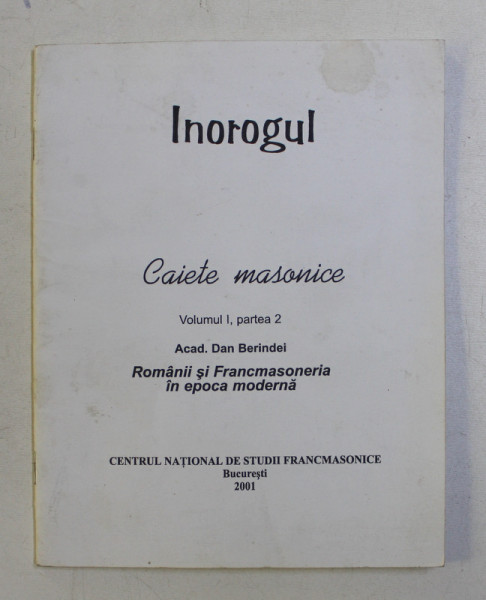 Inorogul
Caiete masonice
Volumul I, partea 2
Acad. Dan Berindei
Românii şi Francmasoneria
în epoca modernă
CENTRUL NAŢIONAL DE STUDII FRANCMASONICE
Bucureşti
2001